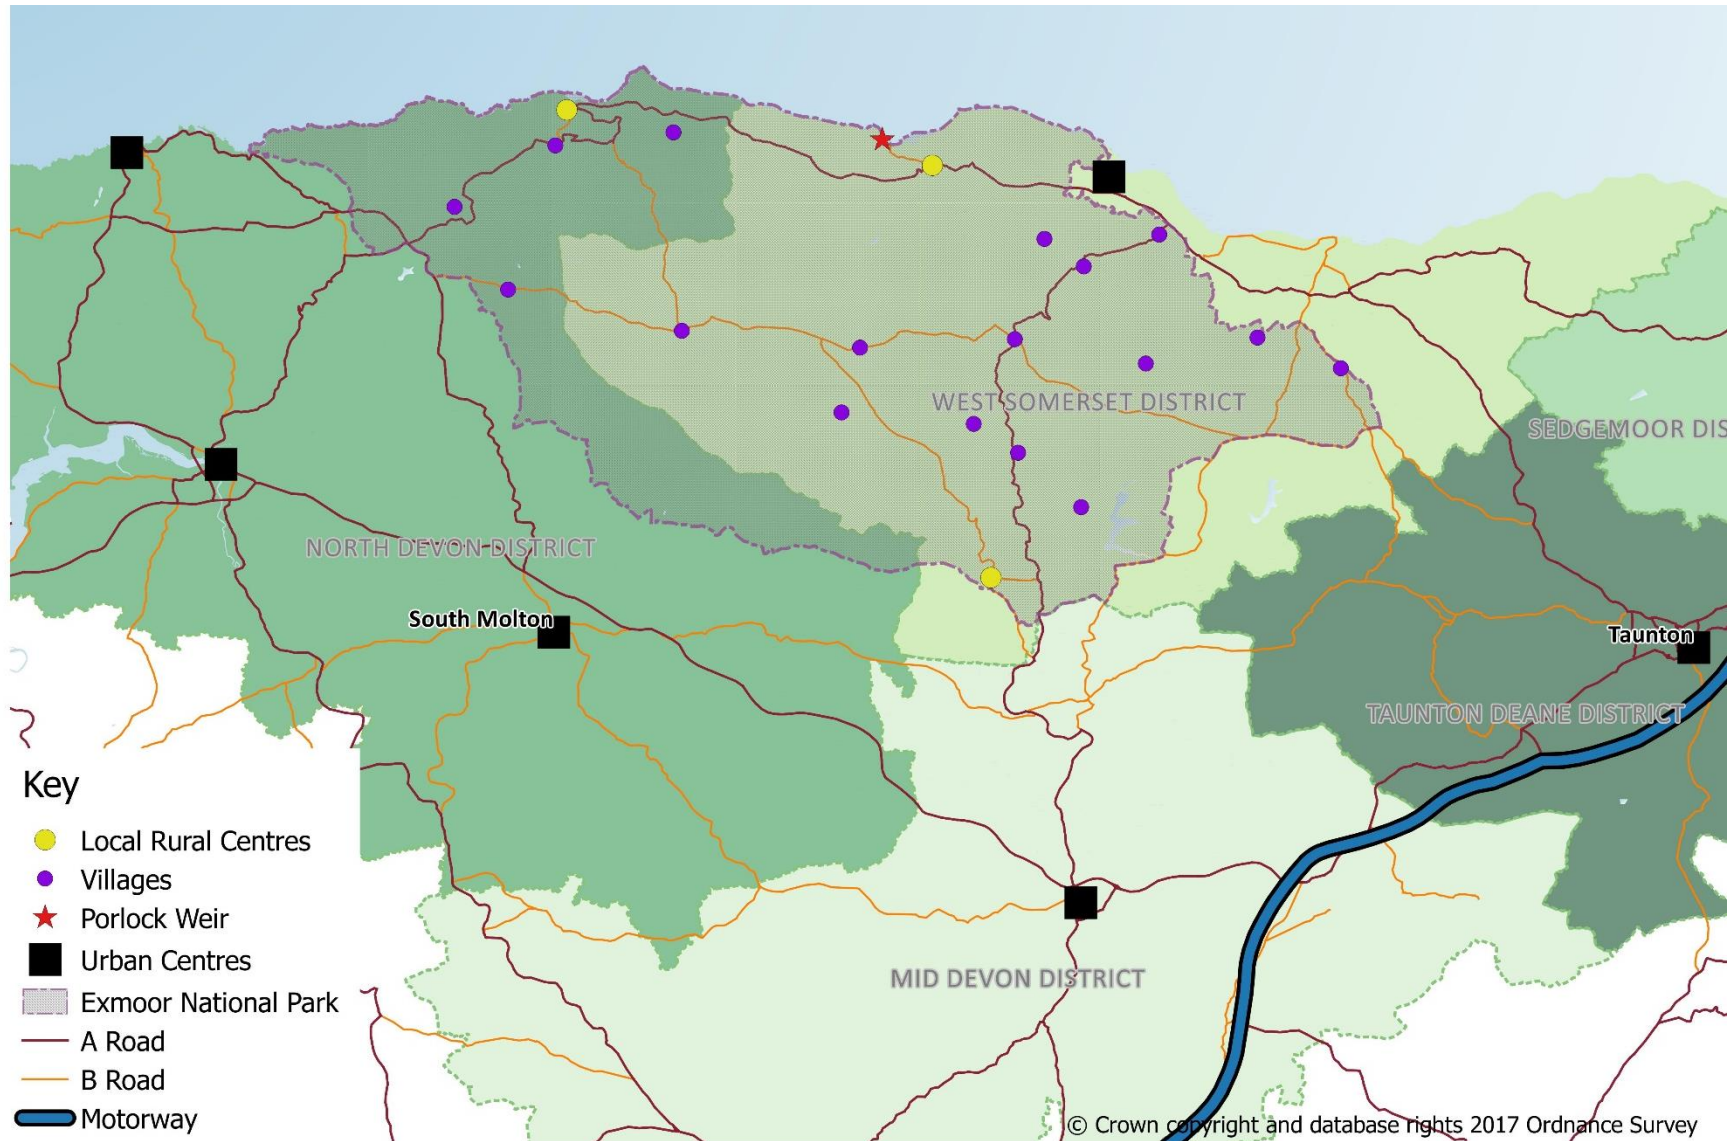 WEST SOMERSET DISTRICT
SEDGEMOOR DIS
NORTH DEVON DISTRICT
South Molton
Taunton
TAUNTON DEANE DISTRICT
MID DEVON DISTRICT
Key
Local Rural Centres
Villages
Porlock Weir
Urban Centres
Exmoor National Park
A Road
B Road
Motorway
© Crown copyright and database rights 2017 Ordnance Survey